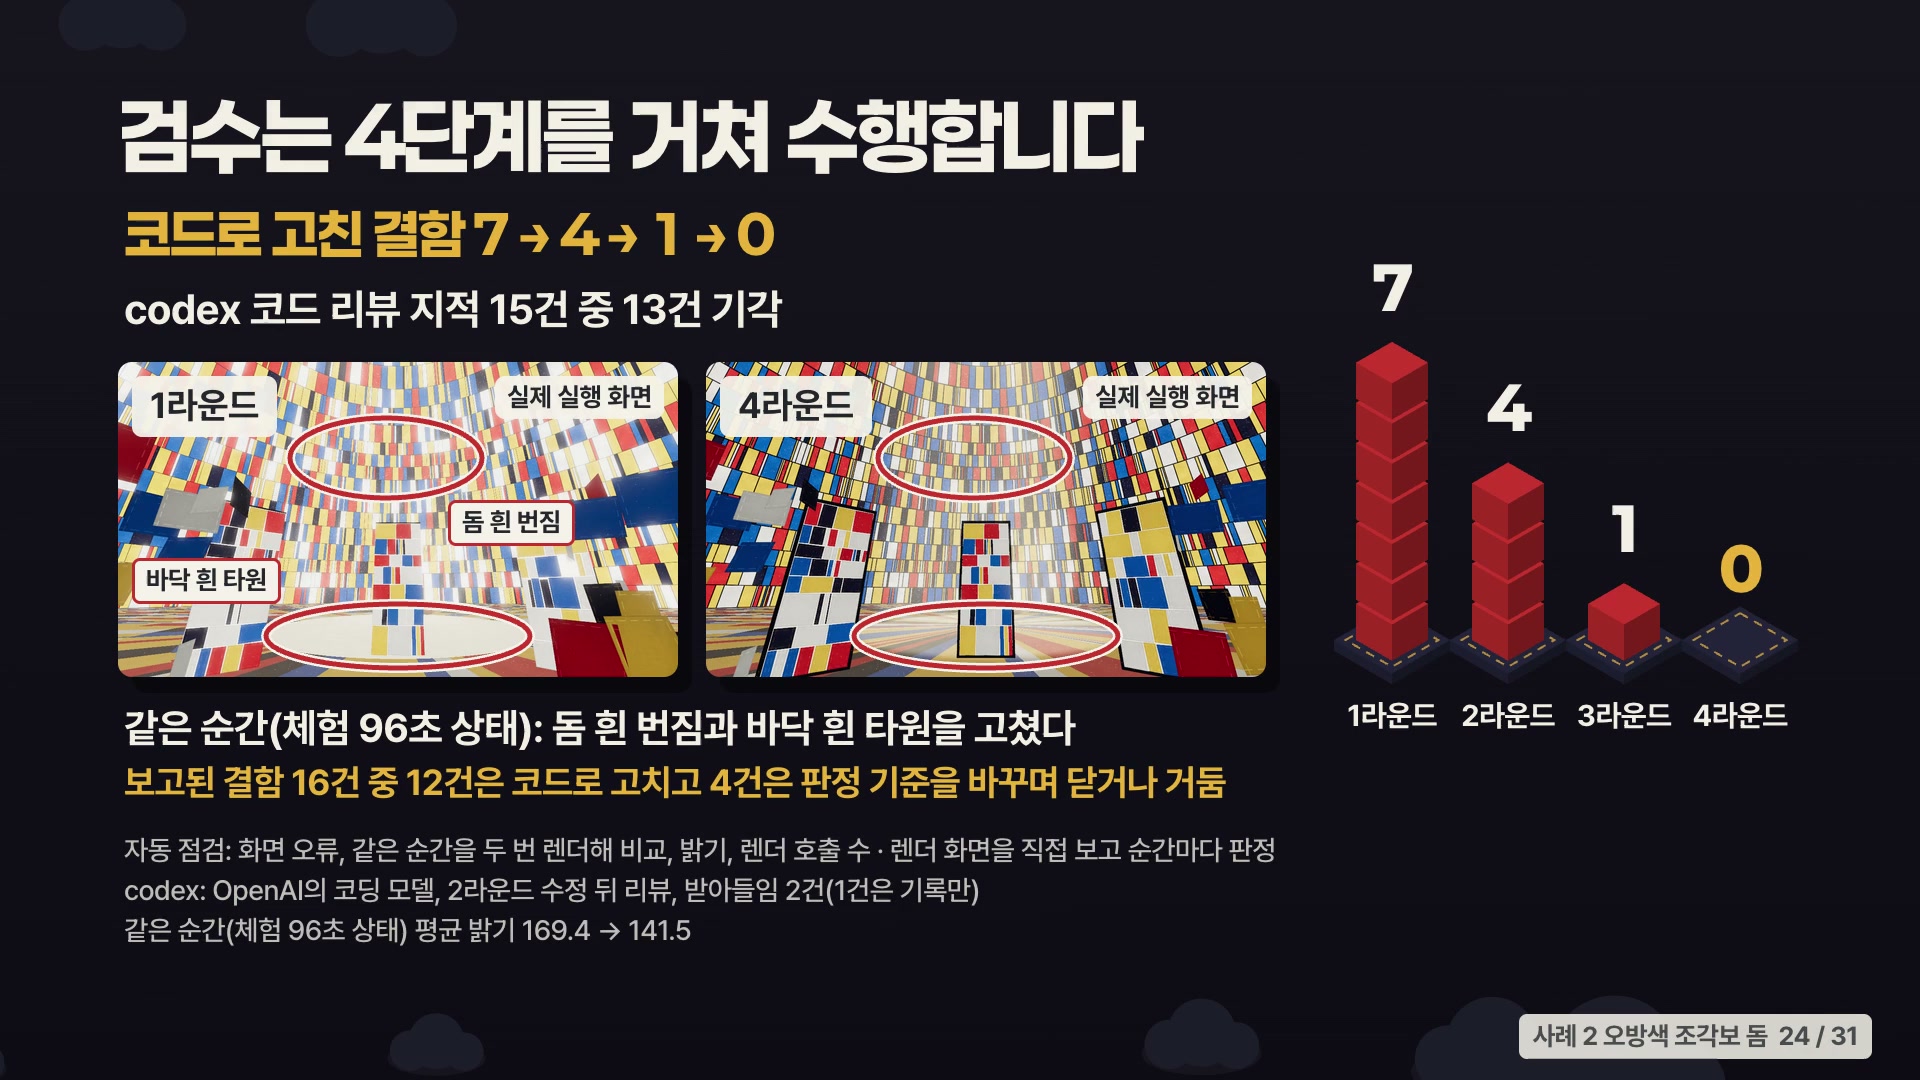 검수는 4단계를 거쳐 수행합니다
코드로 고친 결함 7 → 4 → 1 → 0
codex 코드 리뷰 지적 15건 중 13건 기각
1라운드
실제 실행 화면
돔 흰 번짐
바닥 흰 타원
4라운드
실제 실행 화면
7
4
1
0
1라운드 2라운드 3라운드 4라운드
같은 순간(체험 96초 상태): 돔 흰 번짐과 바닥 흰 타원을 고쳤다
보고된 결함 16건 중 12건은 코드로 고치고 4건은 판정 기준을 바꾸며 닫거나 거둠
자동 점검: 화면 오류, 같은 순간을 두 번 렌더해 비교, 밝기, 렌더 호출 수 · 렌더 화면을 직접 보고 순간마다 판정
codex: OpenAI의 코딩 모델, 2라운드 수정 뒤 리뷰, 받아들임 2건(1건은 기록만)
같은 순간(체험 96초 상태) 평균 밝기 169.4 → 141.5
사례 2 오방색 조각보 돔 24 / 31